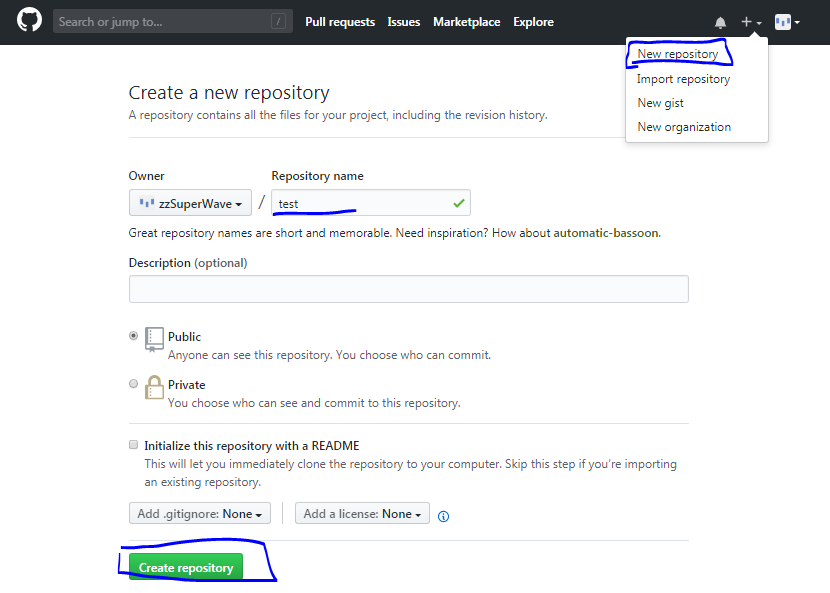 Search or jump to... / Pull requests Issues Marketplace Explore
New repository
Import repository
New gist
New organization
Create a new repository
A repository contains all the files for your project, including the revision history.
Owner Repository name
zzSuperWave / test
Great repository names are short and memorable. Need inspiration? How about automatic-bassoon.
Description (optional)
Public
Anyone can see this repository. You choose who can commit.
Private
You choose who can see and commit to this repository.
Initialize this repository with a README
This will let you immediately clone the repository to your computer. Skip this step if you’re importing
an existing repository.
Add .gitignore: None Add a license: None
Create repository